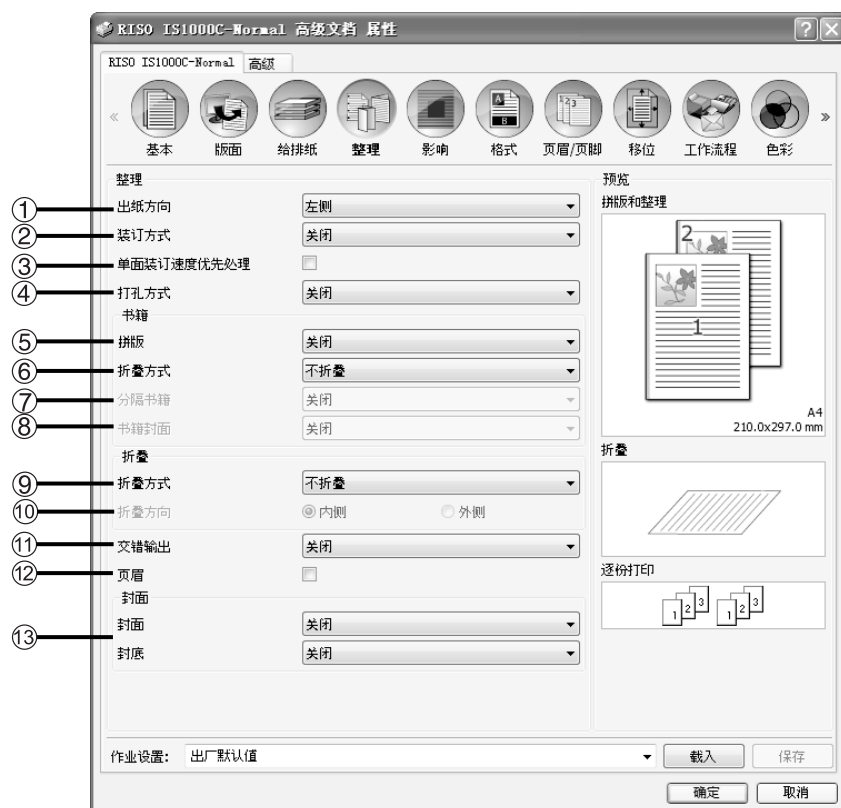 RISO IS1000C-Normal 高级文档 属性
RISO IS1000C-Normal 高级
« 基本 版面 给排纸 整理 影响 格式 页眉/页脚 移位 工作流程 色彩 »
整理
① 出纸方向 左侧
② 装订方式 关闭
③ 单面装订速度优先处理
④ 打孔方式 关闭
书籍
⑤ 拼版 关闭
⑥ 折叠方式 不折叠
⑦ 分隔书籍 关闭
⑧ 书籍封面 关闭
折叠
⑨ 折叠方式 不折叠
⑩ 折叠方向 内侧 外侧
⑪ 交错输出 关闭
⑫ 页眉
封面
⑬ 封面 关闭
封底 关闭
预览
拼版和整理
2
1
A4
210.0x297.0 mm
折叠
逐份打印
1 2 3 1 2 3
作业设置: 出厂默认值 载入 保存
确定 取消